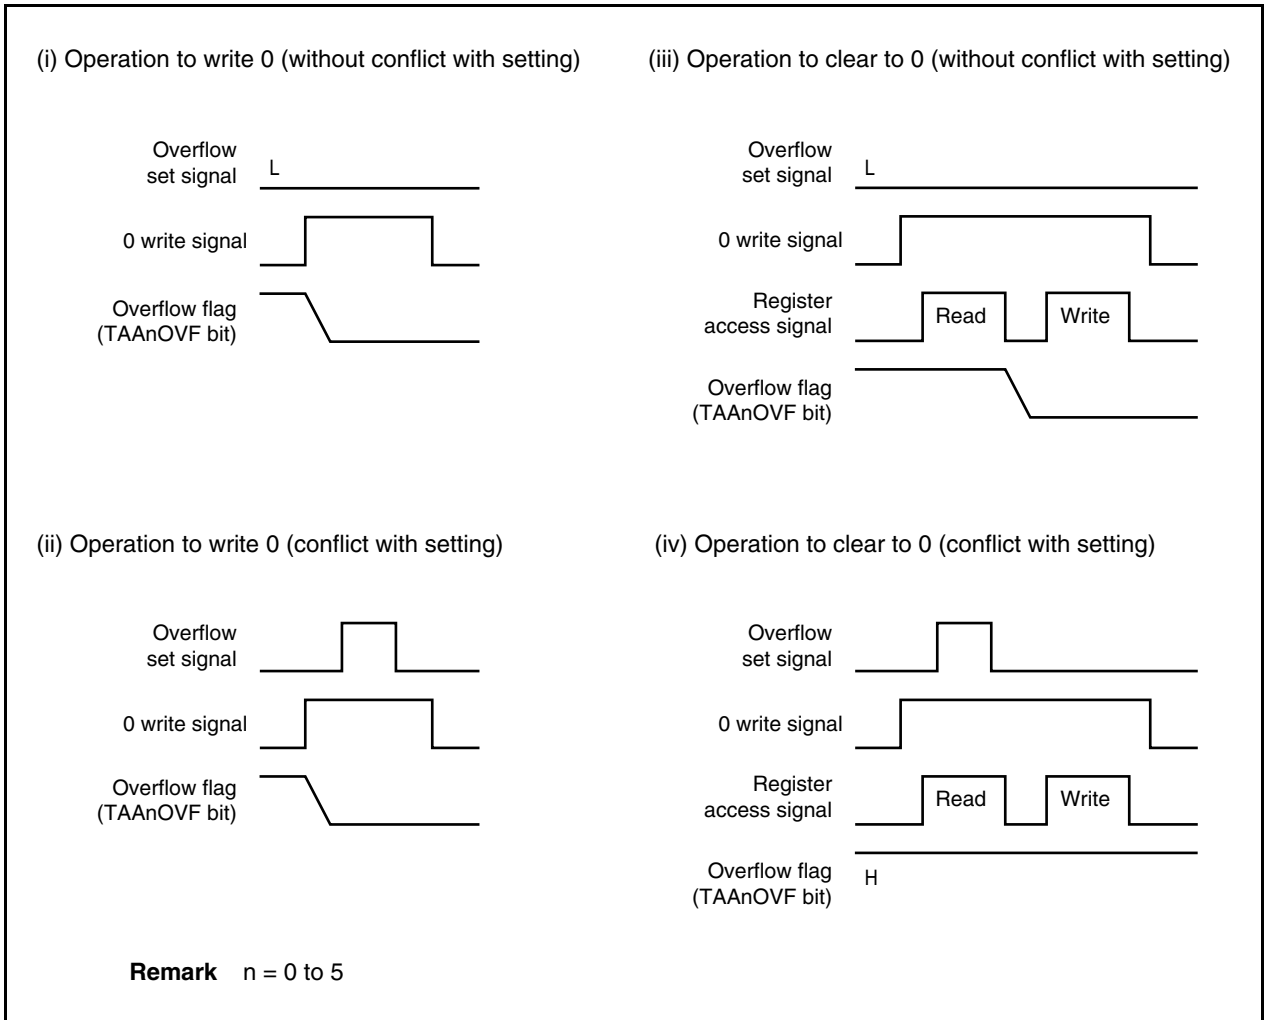 (i) Operation to write 0 (without conflict with setting)
Overflow
set signal
L
0 write signal
Overflow flag
(TAAnOVF bit)
(iii) Operation to clear to 0 (without conflict with setting)
Overflow
set signal
L
0 write signal
Register
access signal
Read
Write
Overflow flag
(TAAnOVF bit)
(ii) Operation to write 0 (conflict with setting)
Overflow
set signal
0 write signal
Overflow flag
(TAAnOVF bit)
(iv) Operation to clear to 0 (conflict with setting)
Overflow
set signal
0 write signal
Register
access signal
Read
Write
Overflow flag
(TAAnOVF bit)
H
Remark n = 0 to 5